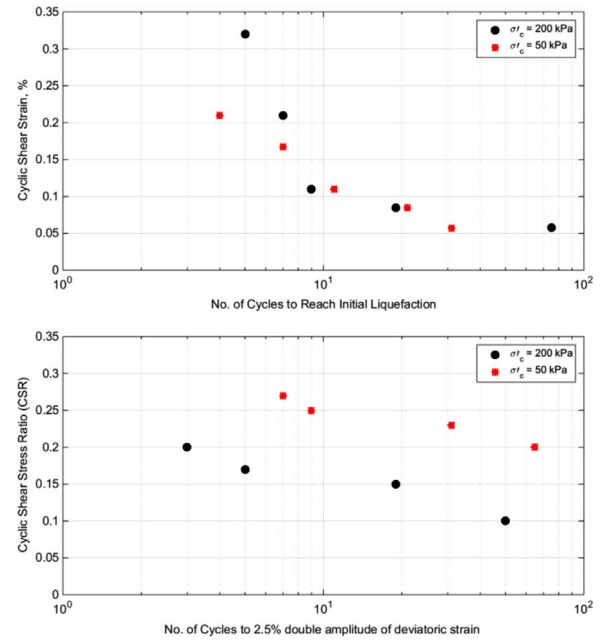 0.35
0.3
0.25
0.2
0.15
0.1
0.05
0
Cyclic Shear Strain, %
σ′c = 200 kPa
σ′c = 50 kPa
10^0
10^1
10^2
No. of Cycles to Reach Initial Liquefaction
0.35
0.3
0.25
0.2
0.15
0.1
0.05
0
Cyclic Shear Stress Ratio (CSR)
σ′c = 200 kPa
σ′c = 50 kPa
10^0
10^1
10^2
No. of Cycles to 2.5% double amplitude of deviatoric strain